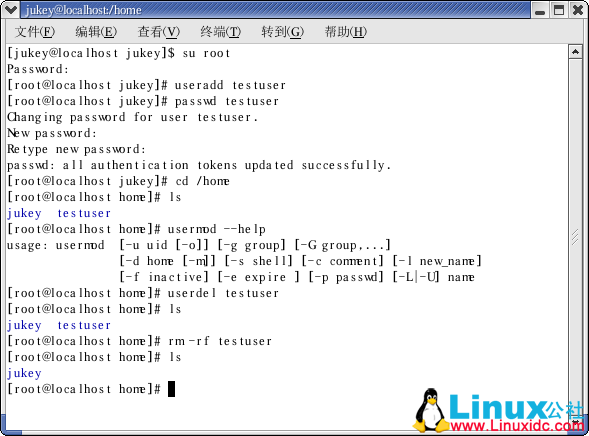 jukey@localhost:/home
文件(F) 编辑(E) 查看(V) 终端(T) 转到(G) 帮助(H)
[jukey@localhost jukey]$ su root
Password:
[root@localhost jukey]# useradd testuser
[root@localhost jukey]# passwd testuser
Changing password for user testuser.
New password:
Retype new password:
passwd: all authentication tokens updated successfully.
[root@localhost jukey]# cd /home
[root@localhost home]# ls
jukey testuser
[root@localhost home]# usermod --help
usage: usermod [-u uid [-o]] [-g group] [-G group,...]
[-d home [-m]] [-s shell] [-c comment] [-l new_name]
[-f inactive] [-e expire ] [-p passwd] [-L|-U] name
[root@localhost home]# userdel testuser
[root@localhost home]# ls
jukey testuser
[root@localhost home]# rm -rf testuser
[root@localhost home]# ls
jukey
[root@localhost home]#
Linux公社
www.Linuxidc.com